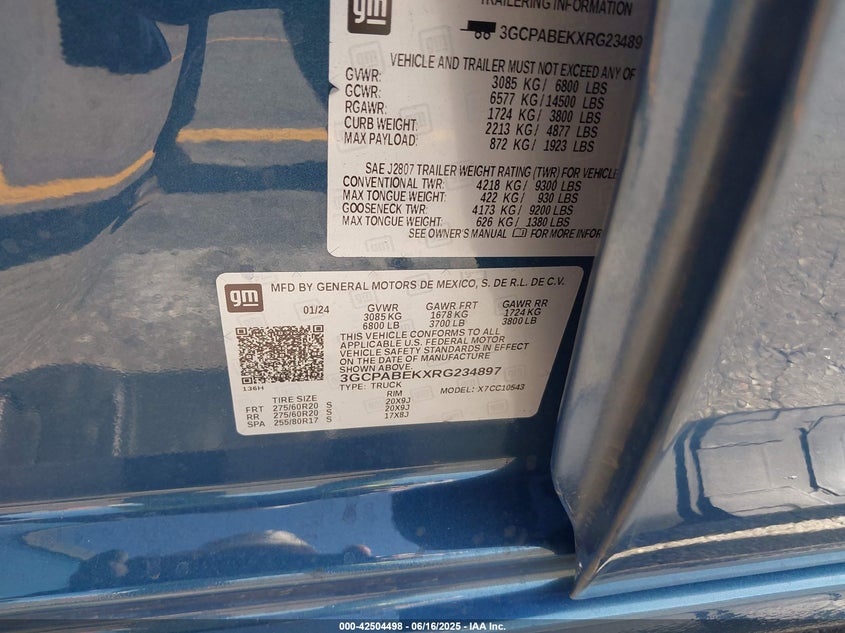 gm
TRAILERING INFORMATION
3GCPABEKXRG23489
VEHICLE AND TRAILER MUST NOT EXCEED ANY OF
GVWR: 3085 KG / 6800 LBS
GCWR: 6577 KG / 14500 LBS
RGAWR: 1724 KG / 3800 LBS
CURB WEIGHT: 2213 KG / 4877 LBS
MAX PAYLOAD: 872 KG / 1923 LBS
SAE J2807 TRAILER WEIGHT RATING (TWR) FOR VEHICLE
CONVENTIONAL TWR: 4218 KG / 9300 LBS
MAX TONGUE WEIGHT: 422 KG / 930 LBS
GOOSENECK TWR: 4173 KG / 9200 LBS
MAX TONGUE WEIGHT: 626 KG / 1380 LBS
SEE OWNER'S MANUAL FOR MORE INFOR
gm MFD BY GENERAL MOTORS DE MEXICO, S. DE R.L. DE C.V.
01/24 GVWR GAWR FRT GAWR RR
3085 KG 1678 KG 1724 KG
6800 LB 3700 LB 3800 LB
THIS VEHICLE CONFORMS TO ALL
APPLICABLE U.S. FEDERAL MOTOR
VEHICLE SAFETY STANDARDS IN EFFECT
ON THE DATE OF MANUFACTURE
SHOWN ABOVE.
3GCPABEKXRG234897
136H TYPE: TRUCK MODEL: X7CC10543
TIRE SIZE RIM
FRT 275/60R20 S 20X9J
RR 275/60R20 S 20X9J
SPA 255/80R17 S 17X8J
000-42504498 - 06/16/2025 - IAA Inc.